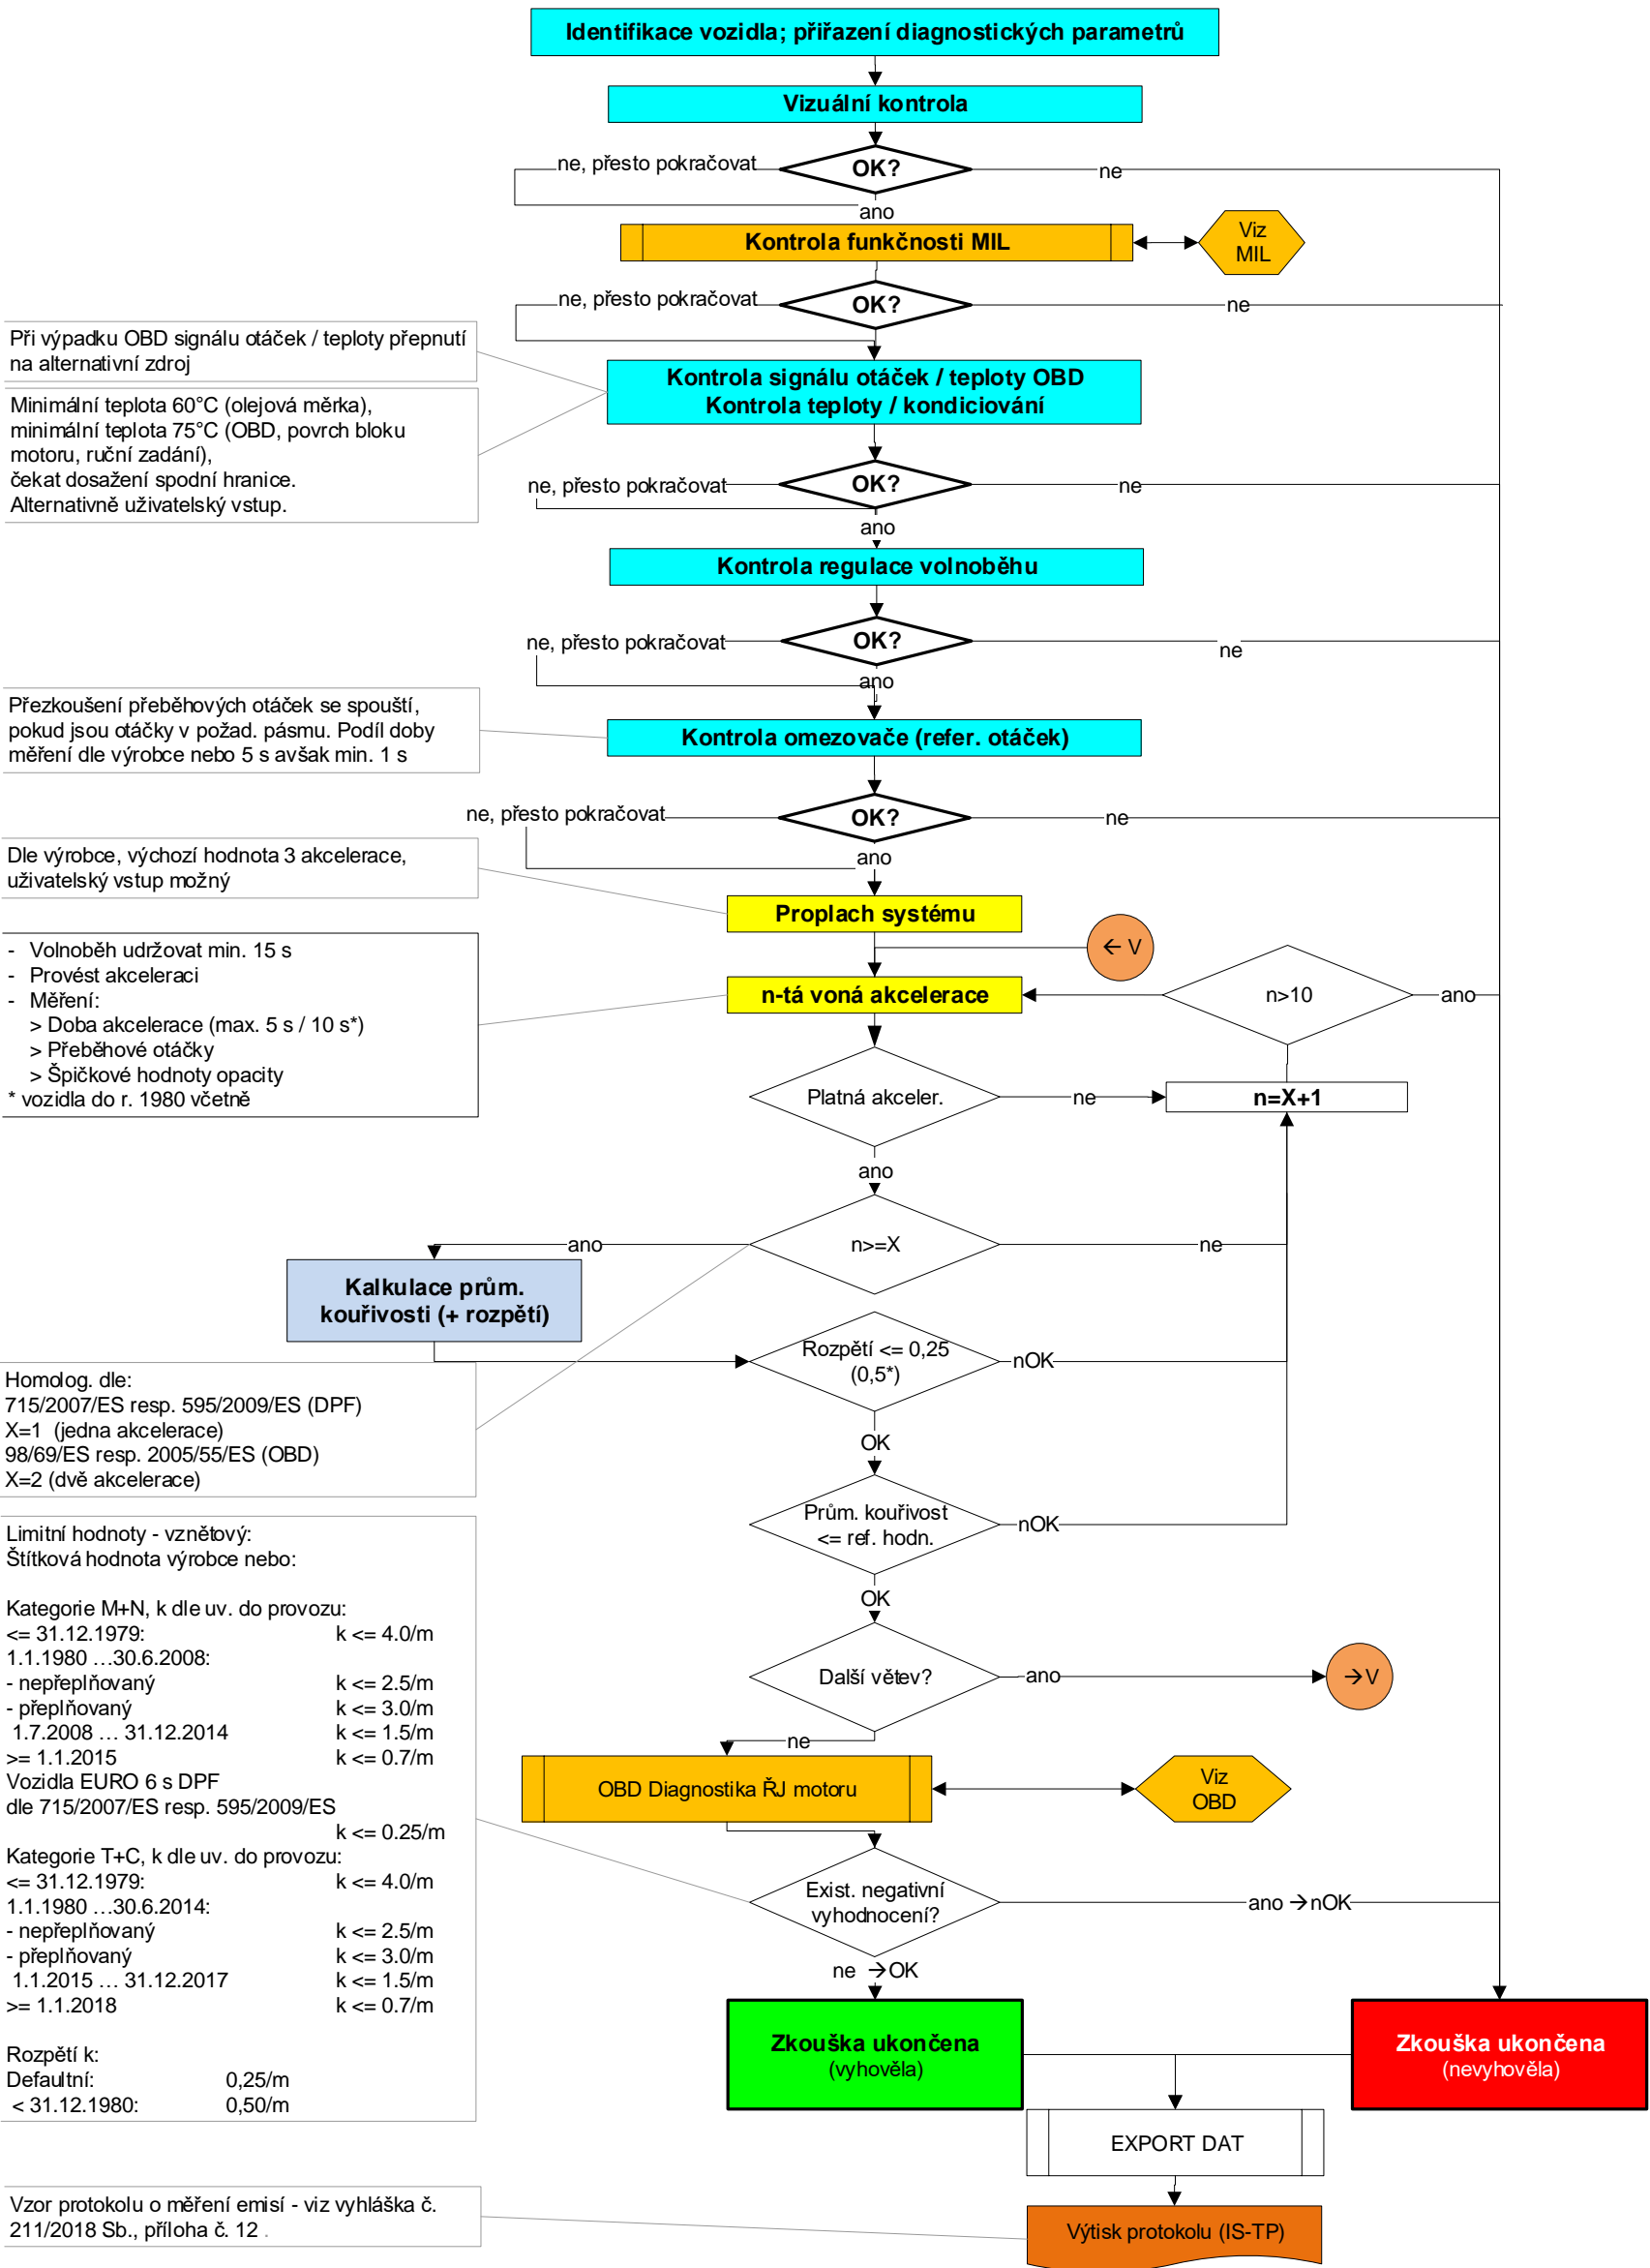 Identifikace vozidla; přiřazení diagnostických parametrů
Vizuální kontrola
ne, přesto pokračovat
OK?
ne
ano
Kontrola funkčnosti MIL
Viz
MIL
ne, přesto pokračovat
OK?
ne
Při výpadku OBD signálu otáček / teploty přepnutí
na alternativní zdroj
Kontrola signálu otáček / teploty OBD
Kontrola teploty / kondiciování
Minimální teplota 60°C (olejová měrka),
minimální teplota 75°C (OBD, povrch bloku
motoru, ruční zadání),
čekat dosažení spodní hranice.
Alternativně uživatelský vstup.
ne, přesto pokračovat
OK?
ne
ano
Kontrola regulace volnoběhu
ne, přesto pokračovat
OK?
ne
ano
Přezkoušení přeběhových otáček se spouští,
pokud jsou otáčky v požad. pásmu. Podíl doby
měření dle výrobce nebo 5 s avšak min. 1 s
Kontrola omezovače (refer. otáček)
ne, přesto pokračovat
OK?
ne
ano
Dle výrobce, výchozí hodnota 3 akcelerace,
uživatelský vstup možný
Proplach systému
← V
- Volnoběh udržovat min. 15 s
- Provést akceleraci
- Měření:
> Doba akcelerace (max. 5 s / 10 s*)
> Přeběhové otáčky
> Špičkové hodnoty opacity
* vozidla do r. 1980 včetně
n-tá voná akcelerace
n>10
ano
Platná akceler.
ne
n=X+1
ano
ano
n>=X
ne
Kalkulace prům.
kouřivosti (+ rozpětí)
Rozpětí <= 0,25
(0,5*)
nOK
Homolog. dle:
715/2007/ES resp. 595/2009/ES (DPF)
X=1 (jedna akcelerace)
98/69/ES resp. 2005/55/ES (OBD)
X=2 (dvě akcelerace)
OK
Prům. kouřivost
<= ref. hodn.
nOK
OK
Další větev?
ano
→V
ne
Limitní hodnoty - vznětový:
Štítková hodnota výrobce nebo:
Kategorie M+N, k dle uv. do provozu:
<= 31.12.1979: k <= 4.0/m
1.1.1980 …30.6.2008:
- nepřeplňovaný k <= 2.5/m
- přeplňovaný k <= 3.0/m
1.7.2008 … 31.12.2014 k <= 1.5/m
>= 1.1.2015 k <= 0.7/m
Vozidla EURO 6 s DPF
dle 715/2007/ES resp. 595/2009/ES
k <= 0.25/m
Kategorie T+C, k dle uv. do provozu:
<= 31.12.1979: k <= 4.0/m
1.1.1980 …30.6.2014:
- nepřeplňovaný k <= 2.5/m
- přeplňovaný k <= 3.0/m
1.1.2015 … 31.12.2017 k <= 1.5/m
>= 1.1.2018 k <= 0.7/m
Rozpětí k:
Defaultní: 0,25/m
< 31.12.1980: 0,50/m
OBD Diagnostika ŘJ motoru
Viz
OBD
Exist. negativní
vyhodnocení?
ano →nOK
ne →OK
Zkouška ukončena
(vyhověla)
Zkouška ukončena
(nevyhověla)
EXPORT DAT
Vzor protokolu o měření emisí - viz vyhláška č.
211/2018 Sb., příloha č. 12 .
Výtisk protokolu (IS-TP)